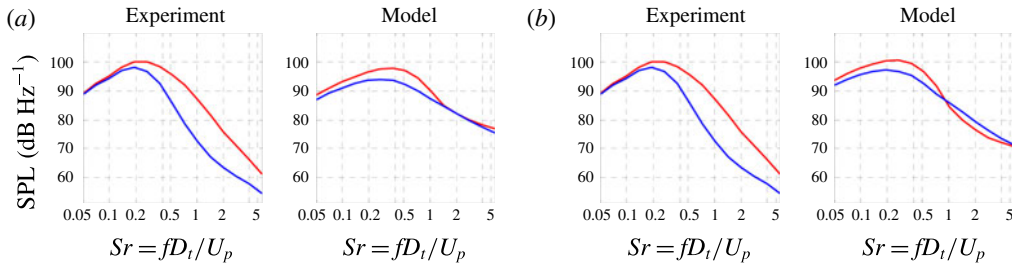 (a) Experiment Model (b) Experiment Model
SPL (dB Hz⁻¹)
100 100 100 100
90 90 90 90
80 80 80 80
70 70 70 70
60 60 60 60
0.05 0.1 0.2 0.5 1 2 5 0.05 0.1 0.2 0.5 1 2 5 0.05 0.1 0.2 0.5 1 2 5 0.05 0.1 0.2 0.5 1 2 5
Sr = fDₜ/Uₚ Sr = fDₜ/Uₚ Sr = fDₜ/Uₚ Sr = fDₜ/Uₚ